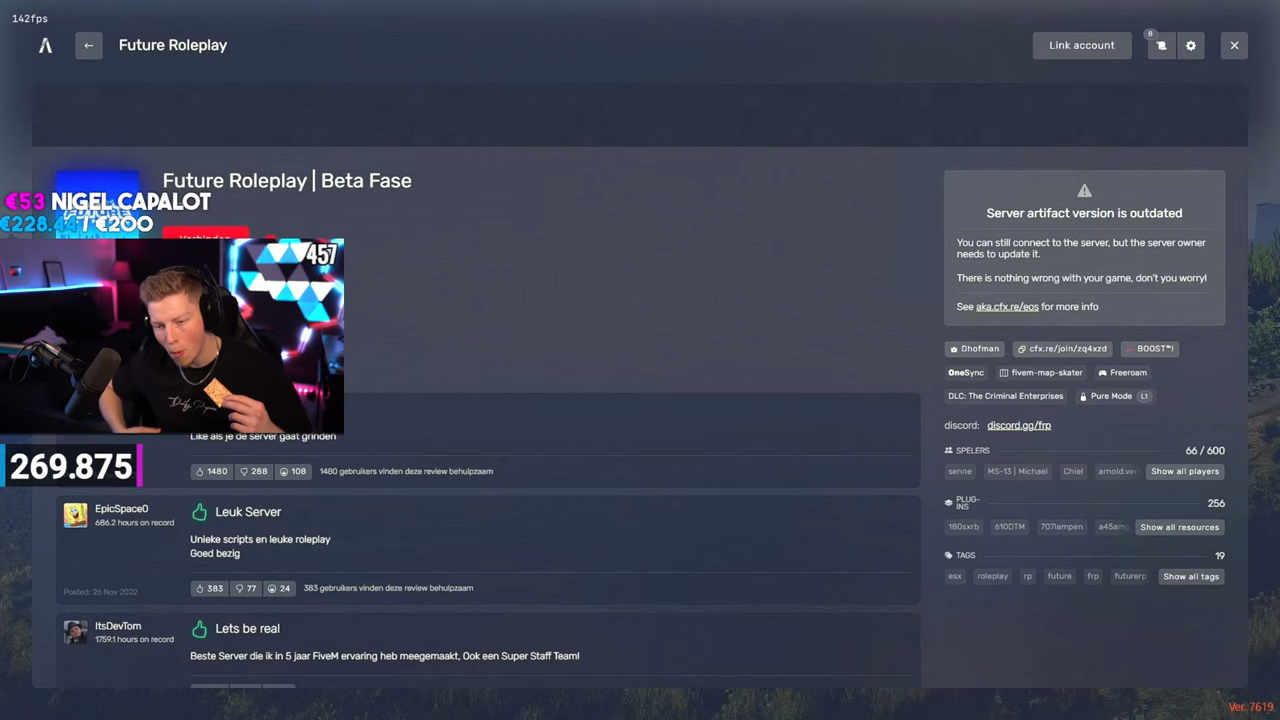 142fps
Future Roleplay
Link account
8
Future Roleplay | Beta Fase
€53 NIGEL CAPALOT
€228.44 / €200
457
269.875
Like als je de server gaat grinden
1480 288 108 1480 gebruikers vinden deze review behulpzaam
EpicSpace0
686.2 hours on record
Leuk Server
Unieke scripts en leuke roleplay
Goed bezig
Posted: 26 Nov 2022
383 77 24 383 gebruikers vinden deze review behulpzaam
ItsDevTom
1759.1 hours on record
Lets be real
Beste Server die ik in 5 jaar FiveM ervaring heb meegemaakt, Ook een Super Staff Team!
Server artifact version is outdated
You can still connect to the server, but the server owner
needs to update it.
There is nothing wrong with your game, don't you worry!
See aka.cfx.re/eos for more info
Dhofman cfx.re/join/zq4xzd BOOST™!
OneSync fivem-map-skater Freeroam
DLC: The Criminal Enterprises Pure Mode L1
discord: discord.gg/frp
SPELERS 66 / 600
senne MS-13 | Michael Chiel arnold.ver Show all players
PLUG-
INS 256
180sxrb 610DTM 707lampen a45am Show all resources
TAGS 19
esx roleplay rp future frp futurerp Show all tags
Ver. 7619